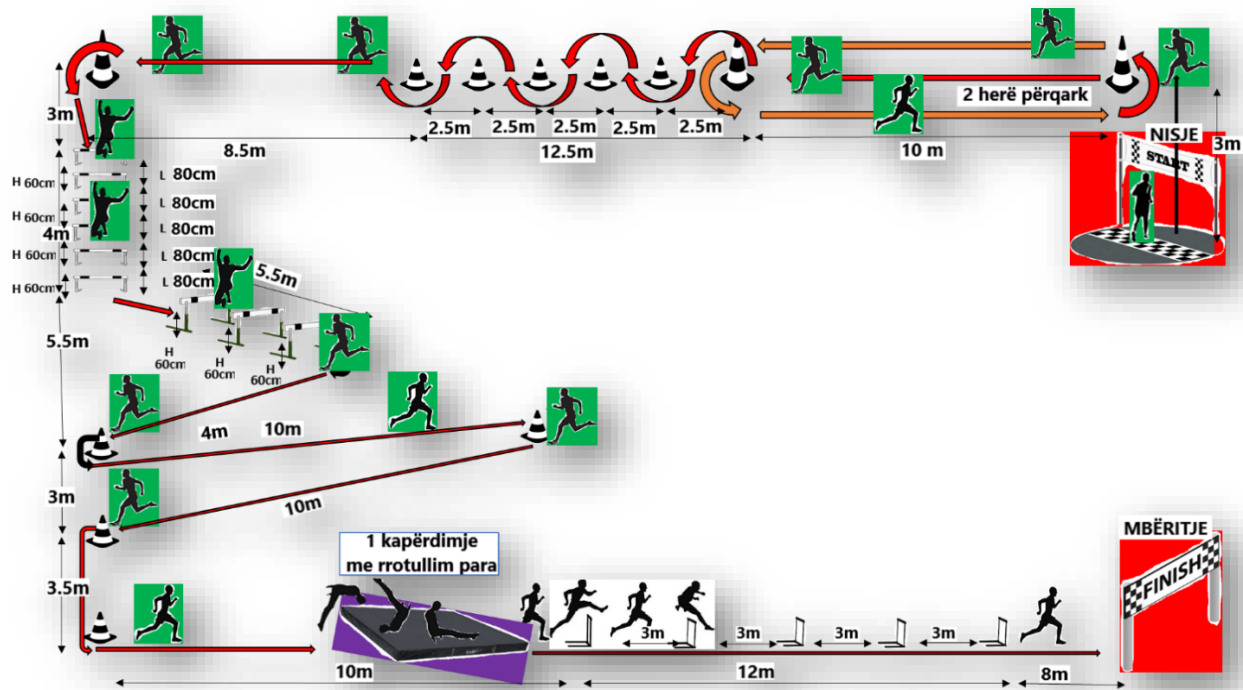 2 herë përqark
3m
2.5m 2.5m 2.5m 2.5m 2.5m
8.5m
12.5m
10 m
NISJE
START
3m
H 60cm
H 60cm
H 60cm
H 60cm
4m
L 80cm
L 80cm
L 80cm
L 80cm
L 80cm
5.5m
5.5m
H
60cm
H
60cm
H
60cm
4m
10m
3m
10m
3.5m
1 kapërdimje
me rrotullim para
MBËRITJE
FINISH
3m
3m
3m
3m
10m
12m
8m